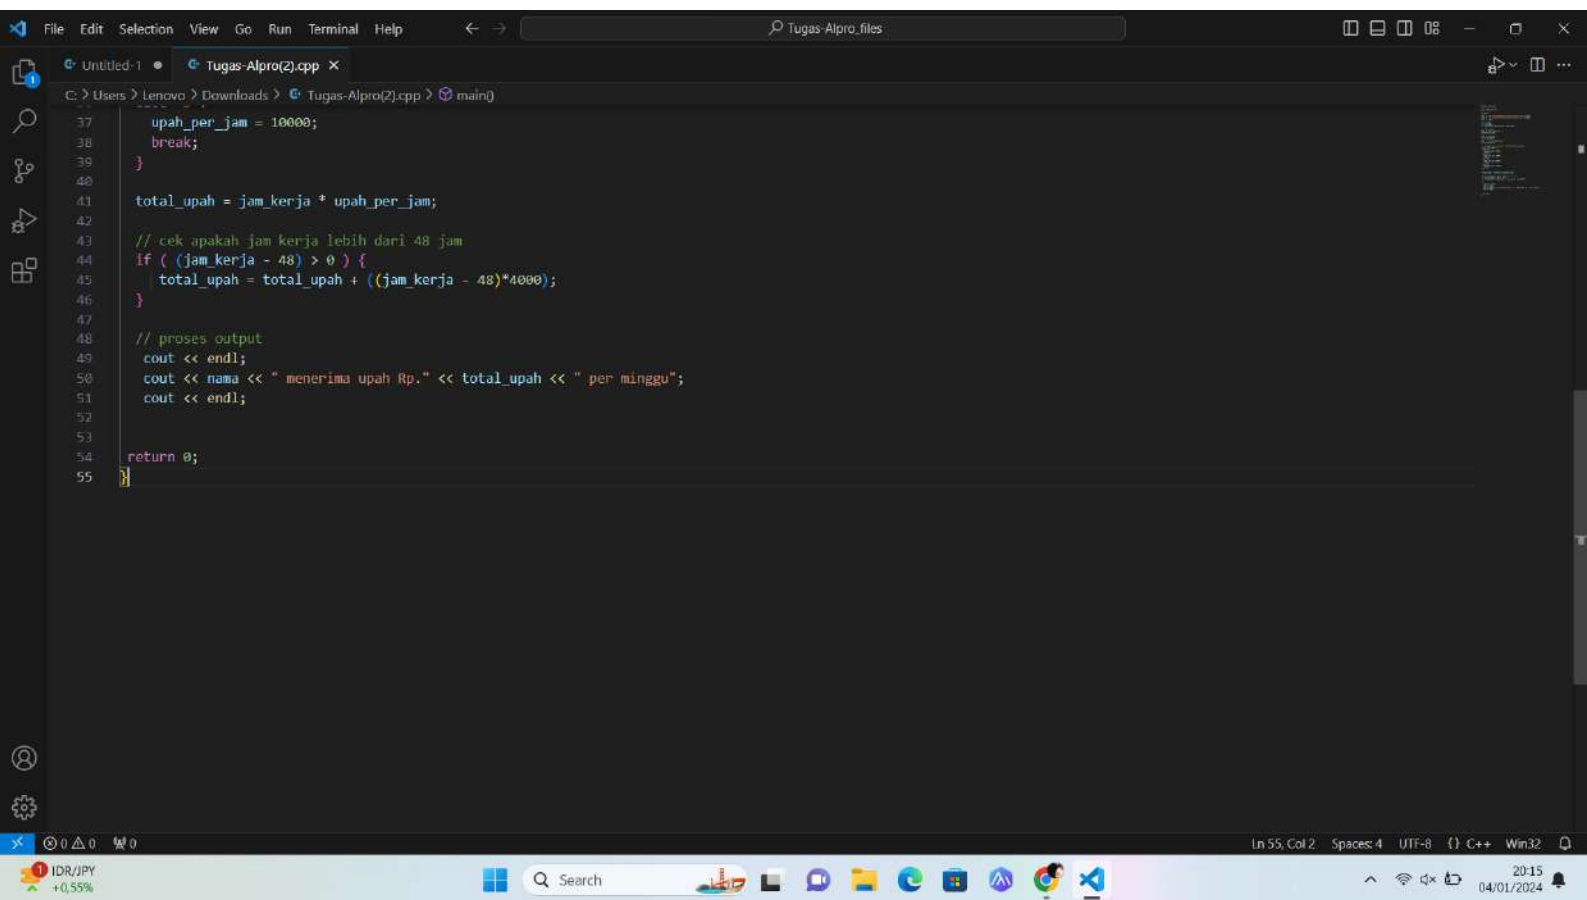 File Edit Selection View Go Run Terminal Help
Tugas-Alpro_files
Untitled-1
Tugas-Alpro(2).cpp
C: > Users > Lenovo > Downloads > Tugas-Alpro(2).cpp > main()
37 upah_per_jam = 10000;
38 break;
39 }
40
41 total_upah = jam_kerja * upah_per_jam;
42
43 // cek apakah jam kerja lebih dari 48 jam
44 if ( (jam_kerja - 48) > 0 ) {
45 total_upah = total_upah + ((jam_kerja - 48)*4000);
46 }
47
48 // proses output
49 cout << endl;
50 cout << nama << " menerima upah Rp." << total_upah << " per minggu";
51 cout << endl;
52
53
54 return 0;
55 }
0 0 0
Ln 55, Col 2 Spaces: 4 UTF-8 {} C++ Win32
1
IDR/JPY
+0,55%
Search
20:15
04/01/2024